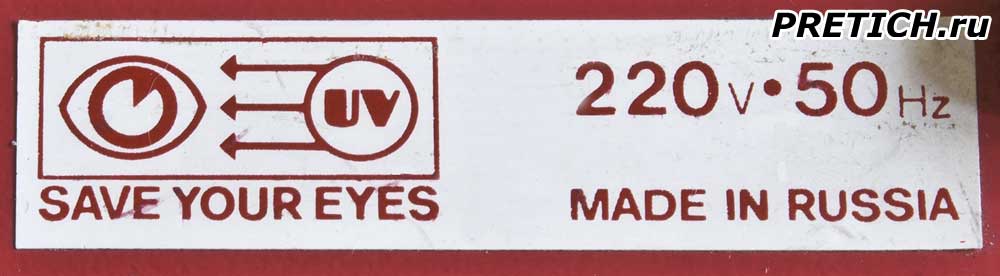 PRETICH.ru
UV
SAVE YOUR EYES
220V•50Hz
MADE IN RUSSIA